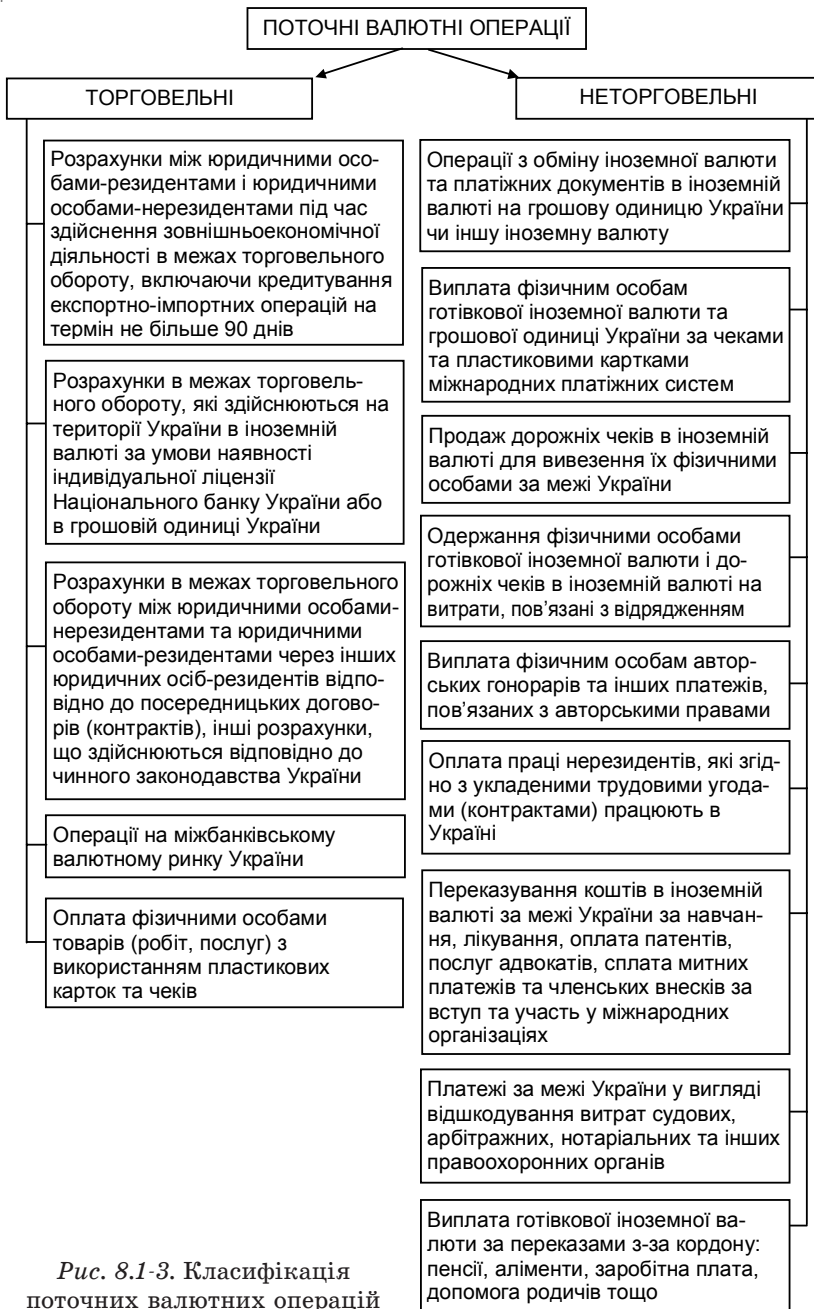 ПОТОЧНІ ВАЛЮТНІ ОПЕРАЦІЇ
ТОРГОВЕЛЬНІ
Розрахунки між юридичними осо-
бами-резидентами і юридичними
особами-нерезидентами під час
здійснення зовнішньоекономічної
діяльності в межах торговельного
обороту, включаючи кредитування
експортно-імпортних операцій на
термін не більше 90 днів
Розрахунки в межах торговель-
ного обороту, які здійснюються на
території України в іноземній
валюті за умови наявності
індивідуальної ліцензії
Національного банку України або
в грошовій одиниці України
Розрахунки в межах торговельного
обороту між юридичними особами-
нерезидентами та юридичними
особами-резидентами через інших
юридичних осіб-резидентів відпо-
відно до посередницьких догово-
рів (контрактів), інші розрахунки,
що здійснюються відповідно до
чинного законодавства України
Операції на міжбанківському
валютному ринку України
Оплата фізичними особами
товарів (робіт, послуг) з
використанням пластикових
карток та чеків
НЕТОРГОВЕЛЬНІ
Операції з обміну іноземної валюти
та платіжних документів в іноземній
валюті на грошову одиницю України
чи іншу іноземну валюту
Виплата фізичним особам
готівкової іноземної валюти та
грошової одиниці України за чеками
та пластиковими картками
міжнародних платіжних систем
Продаж дорожніх чеків в іноземній
валюті для вивезення їх фізичними
особами за межі України
Одержання фізичними особами
готівкової іноземної валюти і до-
рожніх чеків в іноземній валюті на
витрати, пов’язані з відрядженням
Виплата фізичним особам автор-
ських гонорарів та інших платежів,
пов’язаних з авторськими правами
Оплата праці нерезидентів, які згід-
но з укладеними трудовими угода-
ми (контрактами) працюють в
Україні
Переказування коштів в іноземній
валюті за межі України за навчан-
ня, лікування, оплата патентів,
послуг адвокатів, сплата митних
платежів та членських внесків за
вступ та участь у міжнародних
організаціях
Платежі за межі України у вигляді
відшкодування витрат судових,
арбітражних, нотаріальних та інших
правоохоронних органів
Виплата готівкової іноземної ва-
люти за переказами з-за кордону:
пенсії, аліменти, заробітна плата,
допомога родичів тощо
Рис. 8.1-3. Класифікація
поточних валютних операцій